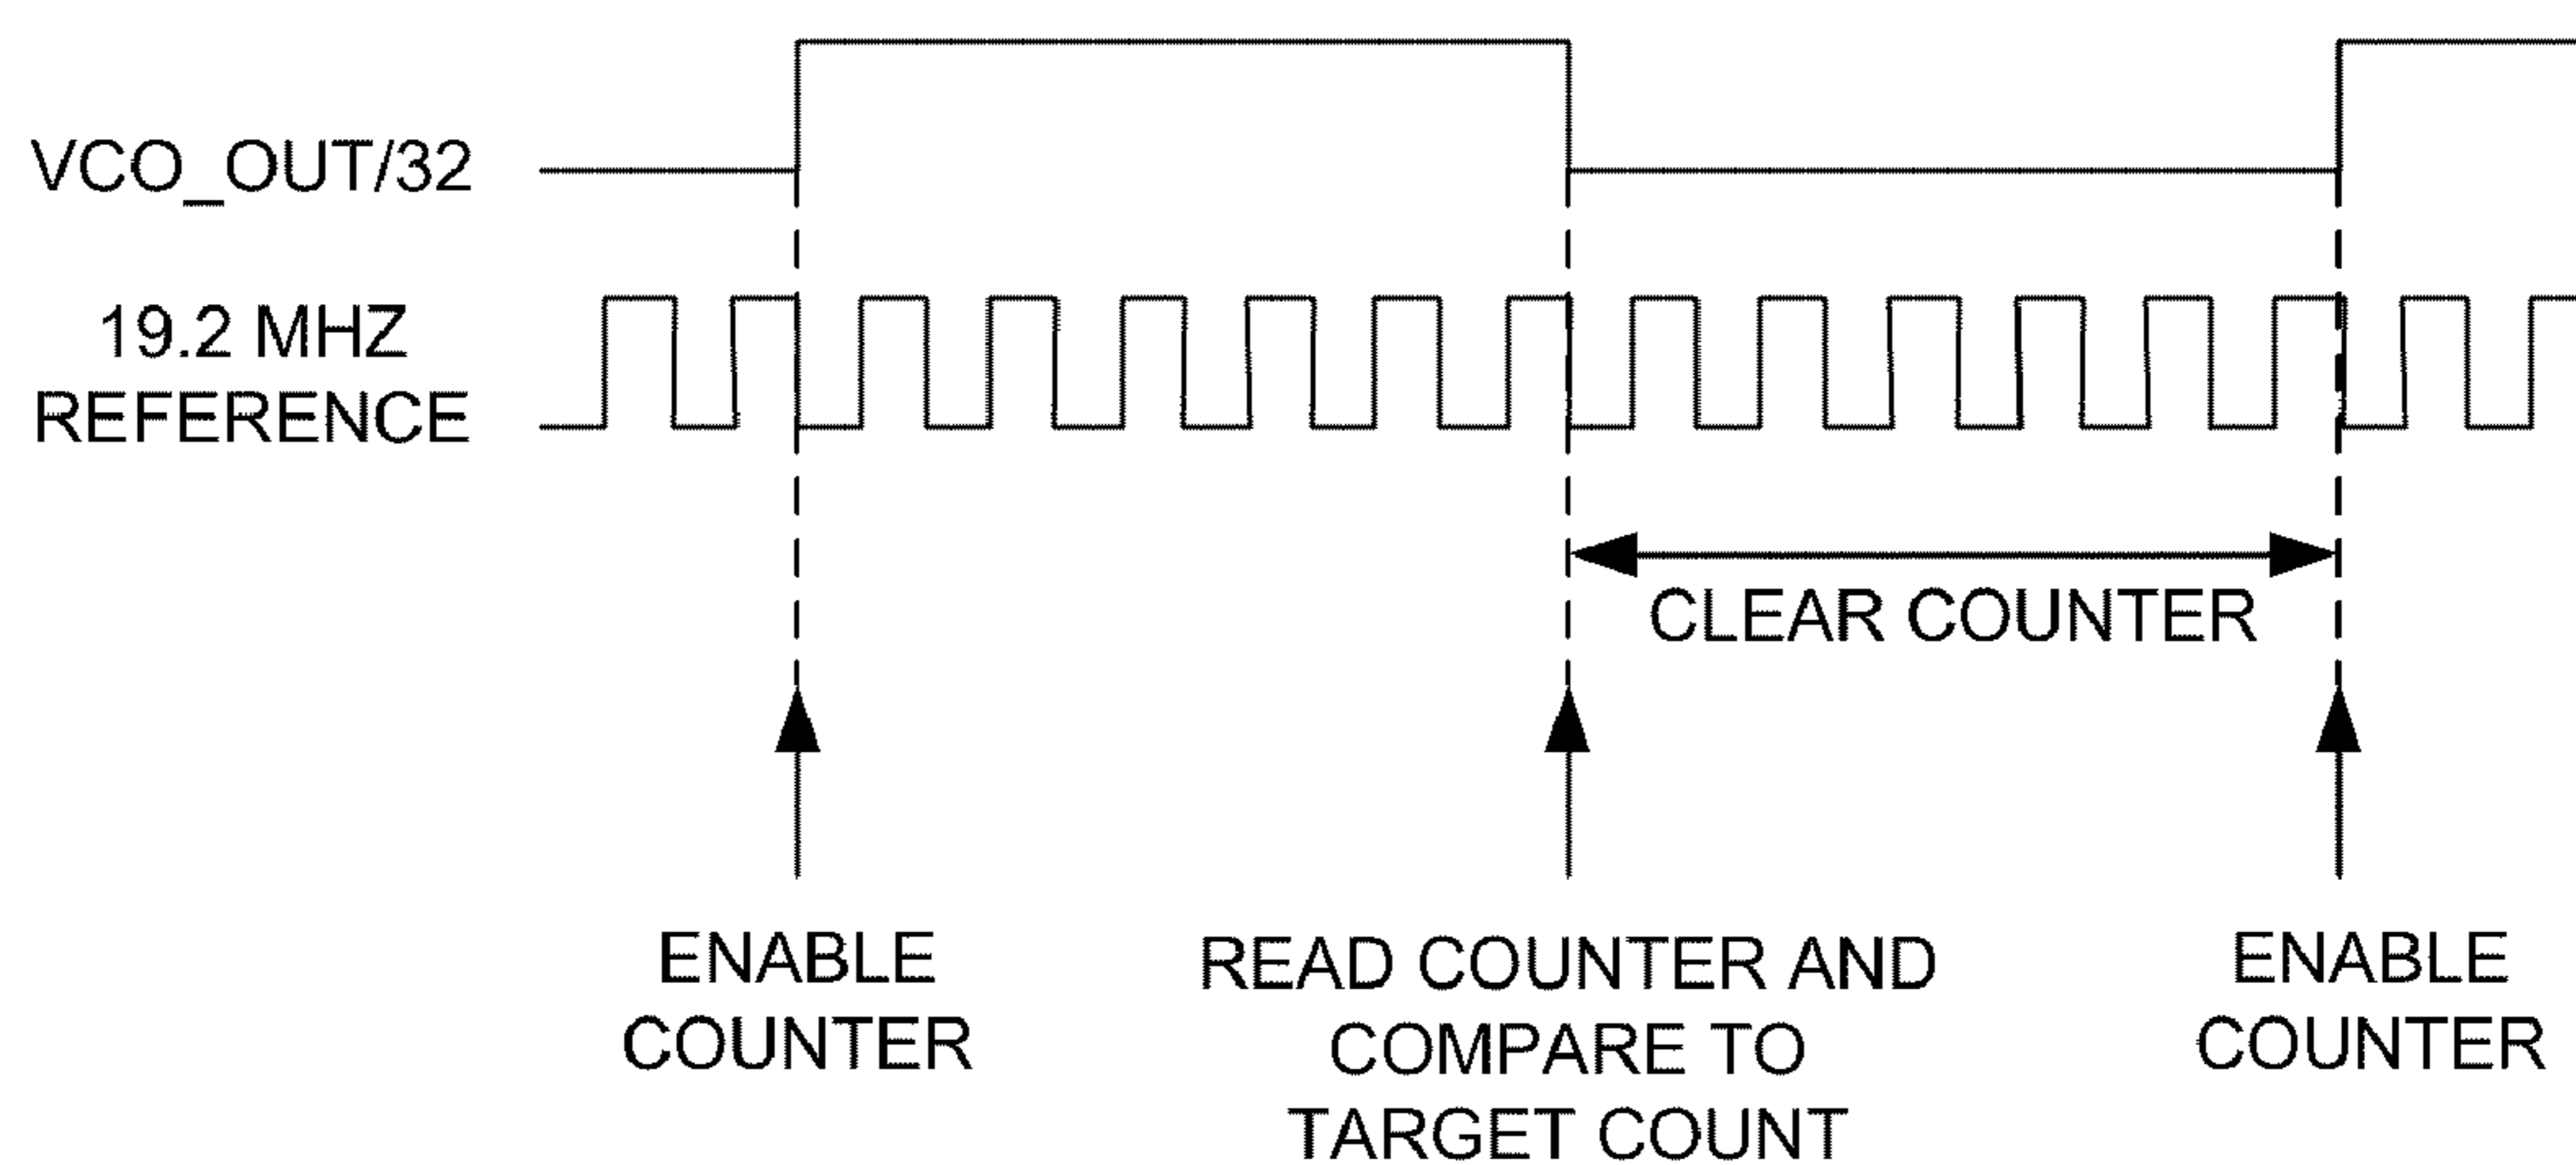 VCO_OUT/32
19.2 MHZ
REFERENCE
CLEAR COUNTER
ENABLE
COUNTER
READ COUNTER AND
COMPARE TO
TARGET COUNT
ENABLE
COUNTER